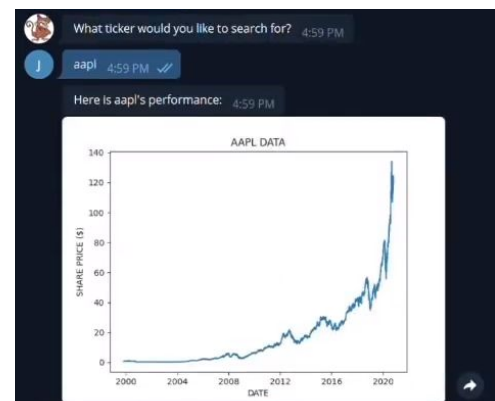 What ticker would you like to search for? 4:59 PM
J
aapl 4:59 PM
Here is aapl's performance: 4:59 PM
AAPL DATA
140
120
100
80
60
40
20
0
SHARE PRICE ($)
2000 2004 2008 2012 2016 2020
DATE